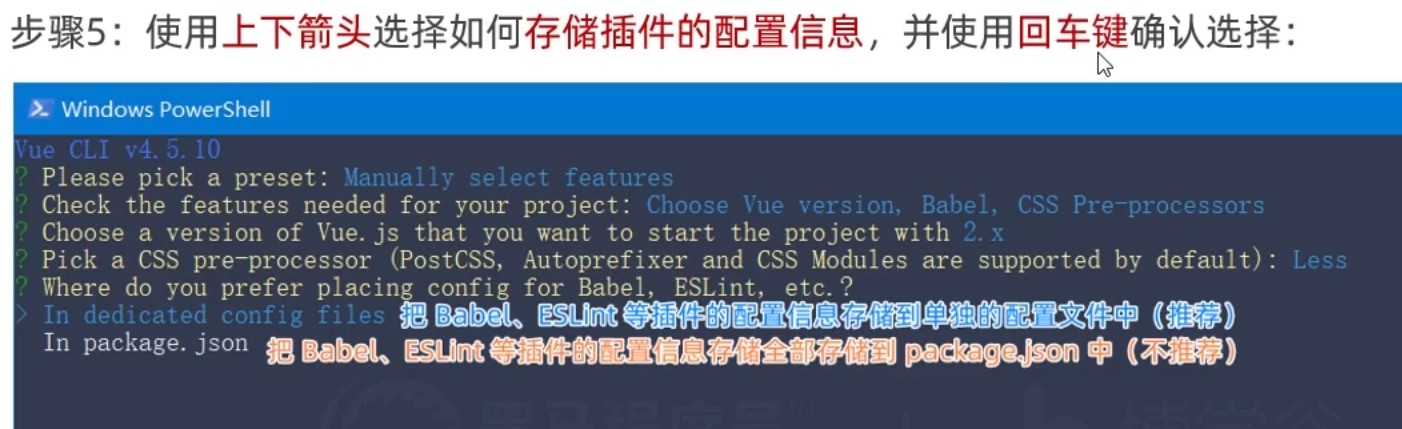 步骤5：使用上下箭头选择如何存储插件的配置信息，并使用回车键确认选择：
Windows PowerShell
Vue CLI v4.5.10
? Please pick a preset: Manually select features
? Check the features needed for your project: Choose Vue version, Babel, CSS Pre-processors
? Choose a version of Vue.js that you want to start the project with 2.x
? Pick a CSS pre-processor (PostCSS, Autoprefixer and CSS Modules are supported by default): Less
? Where do you prefer placing config for Babel, ESLint, etc.?
> In dedicated config files 把 Babel、ESLint 等插件的配置信息存储到单独的配置文件中（推荐）
In package.json 把 Babel、ESLint 等插件的配置信息存储全部存储到 package.json 中（不推荐）